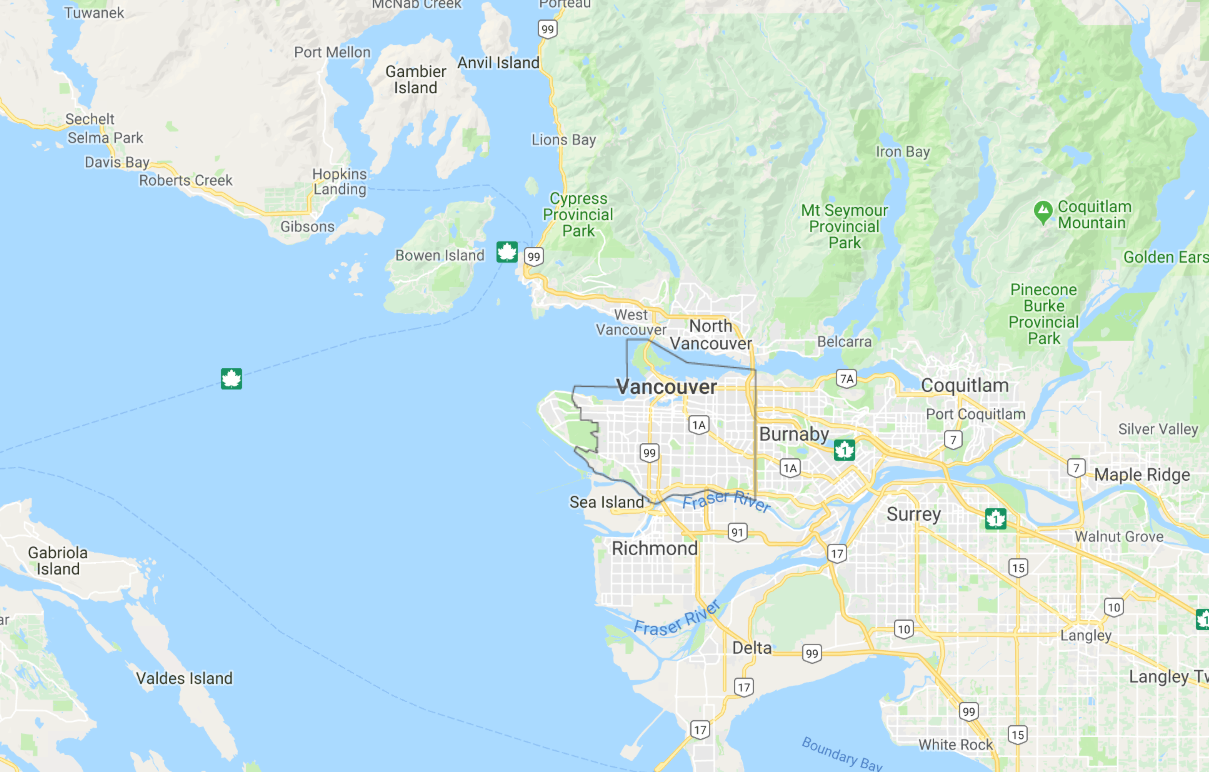 Tuwanek
McNab Creek
Porteau
99
Port Mellon
Anvil Island
Gambier
Island
Sechelt
Selma Park
Davis Bay
Roberts Creek
Hopkins
Landing
Gibsons
Lions Bay
Iron Bay
Cypress
Provincial
Park
Mt Seymour
Provincial
Park
Coquitlam
Mountain
Bowen Island
99
Golden Ears
Pinecone
Burke
Provincial
Park
West
Vancouver
North
Vancouver
Belcarra
Vancouver
7A
Coquitlam
Port Coquitlam
1A
Burnaby
1
7
Silver Valley
99
1A
7
Maple Ridge
Sea Island
Fraser River
Surrey
1
91
Walnut Grove
Richmond
17
15
Gabriola
Island
Fraser River
10
1
10
Langley
Delta
99
Valdes Island
17
Langley Tw
99
17
15
White Rock
Boundary Bay